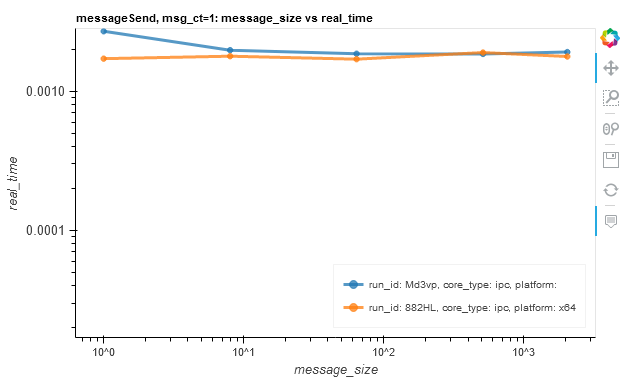 messageSend, msg_ct=1: message_size vs real_time
0.0010
0.0001
real_time
run_id: Md3vp, core_type: ipc, platform:
run_id: 882HL, core_type: ipc, platform: x64
10^0
10^1
10^2
10^3
message_size